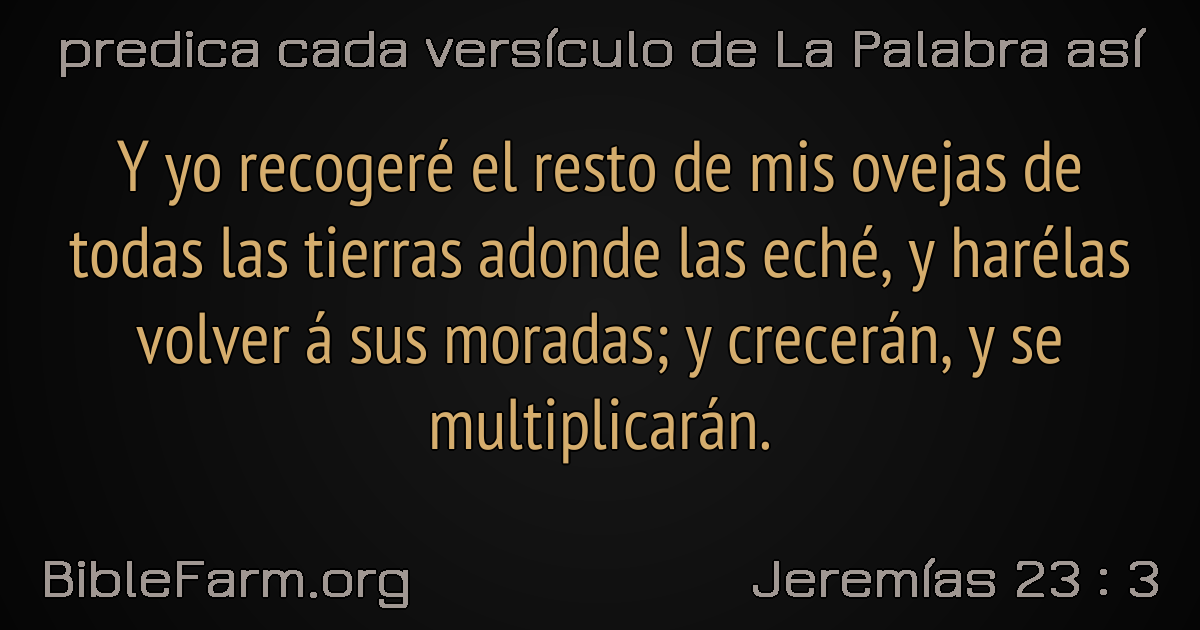 predica cada versículo de La Palabra así
Y yo recogeré el resto de mis ovejas de
todas las tierras adonde las eché, y harélas
volver á sus moradas; y crecerán, y se
multiplicarán.
BibleFarm.org
Jeremías 23 : 3